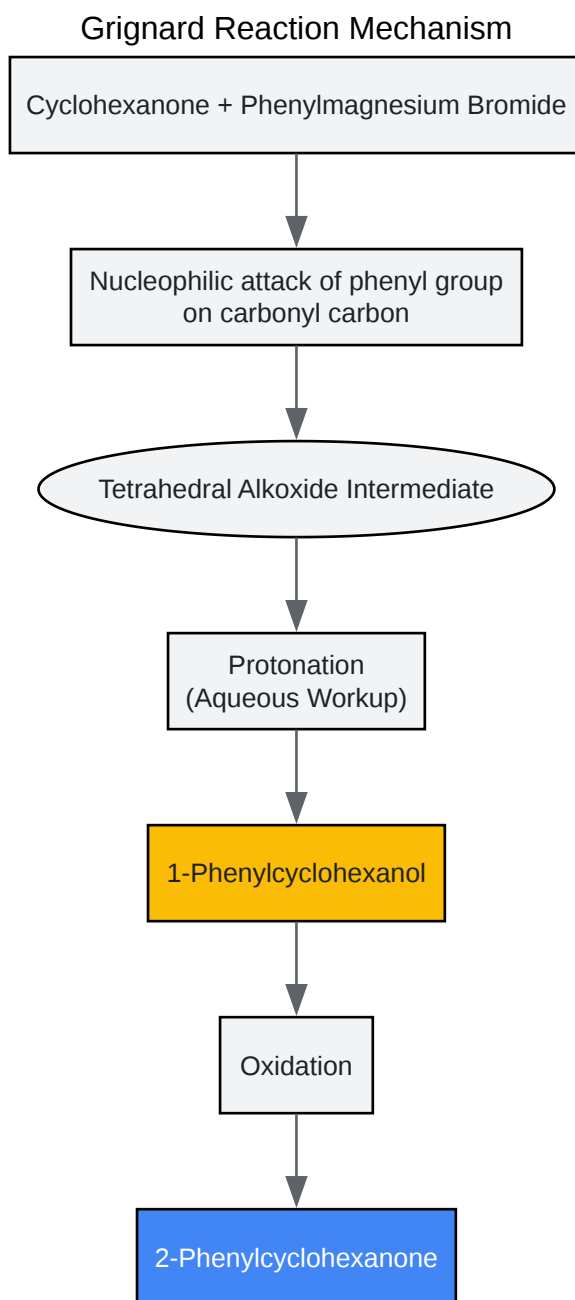 Grignard Reaction Mechanism
Cyclohexanone + Phenylmagnesium Bromide
Nucleophilic attack of phenyl group
on carbonyl carbon
Tetrahedral Alkoxide Intermediate
Protonation
(Aqueous Workup)
1-Phenylcyclohexanol
Oxidation
2-Phenylcyclohexanone